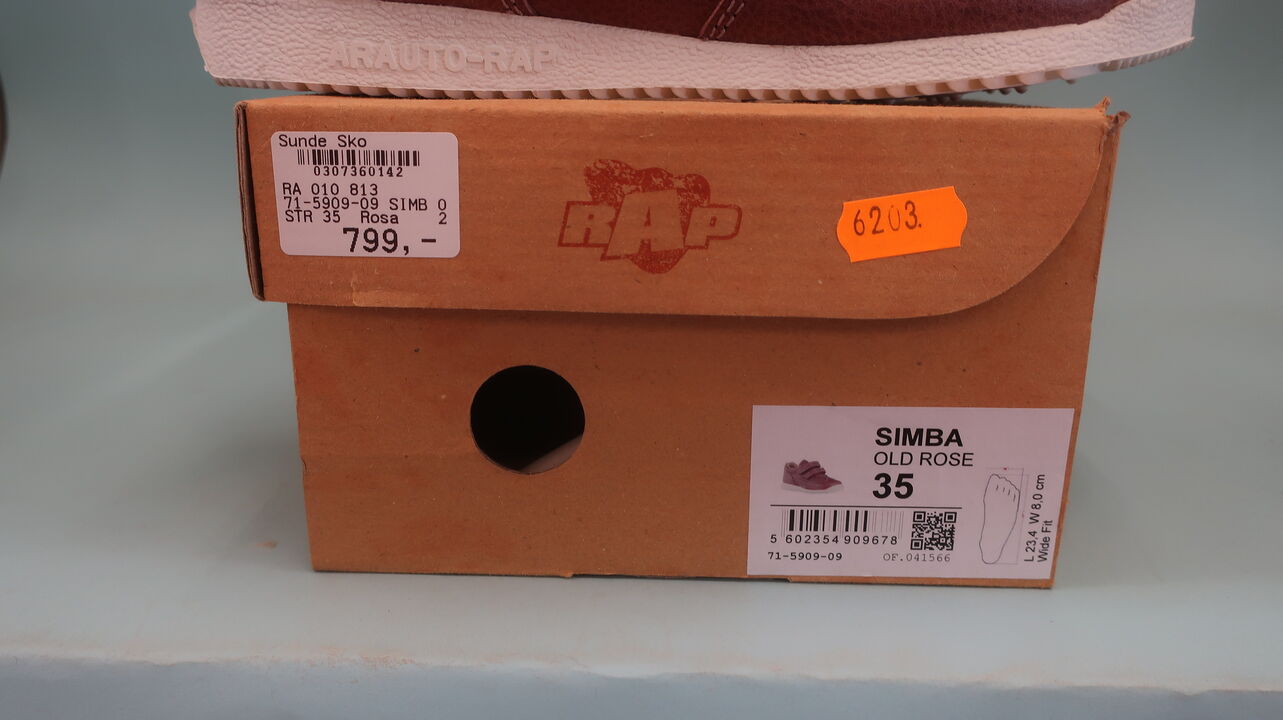 ARAUTO-RAP
Sunde Sko
0307360142
RA 010 813
71-5909-09 SIMB 0
STR 35 Rosa 2
799,-
RAP
6203.
SIMBA
OLD ROSE
35
5 602354 909678
71-5909-09 OF.041566
L 23,4 W 8,0 cm
Wide Fit